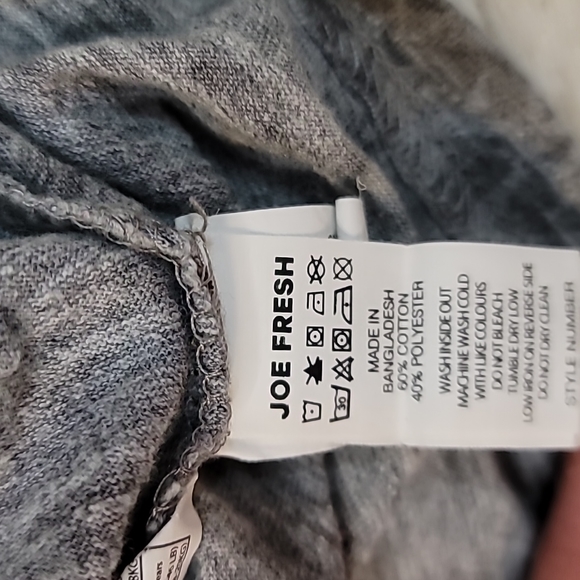 JOE FRESH
30
MADE IN
BANGLADESH
60% COTTON
40% POLYESTER
WASH INSIDE OUT
MACHINE WASH COLD
WITH LIKE COLOURS
DO NOT BLEACH
TUMBLE DRY LOW
LOW IRON ON REVERSE SIDE
DO NOT DRY CLEAN
STYLE NUMBER